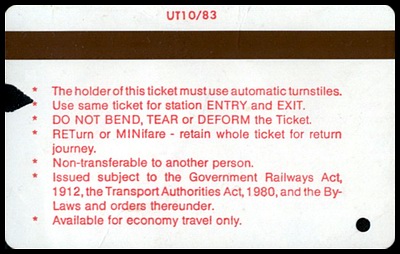 UT10/83
* The holder of this ticket must use automatic turnstiles.
* Use same ticket for station ENTRY and EXIT.
* DO NOT BEND, TEAR or DEFORM the Ticket.
* RETurn or MINifare - retain whole ticket for return
journey.
* Non-transferable to another person.
* Issued subject to the Government Railways Act,
1912, the Transport Authorities Act, 1980, and the By-
Laws and orders thereunder.
* Available for economy travel only.